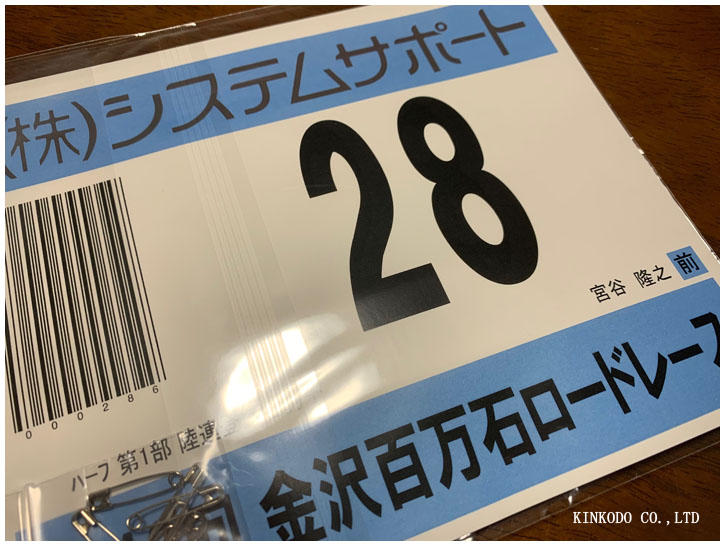 (株)システムサポート
28
宮谷 隆之 前
000286
ハーフ 第1部 陸連
金沢百万石ロードレース
KINKODO CO.,LTD